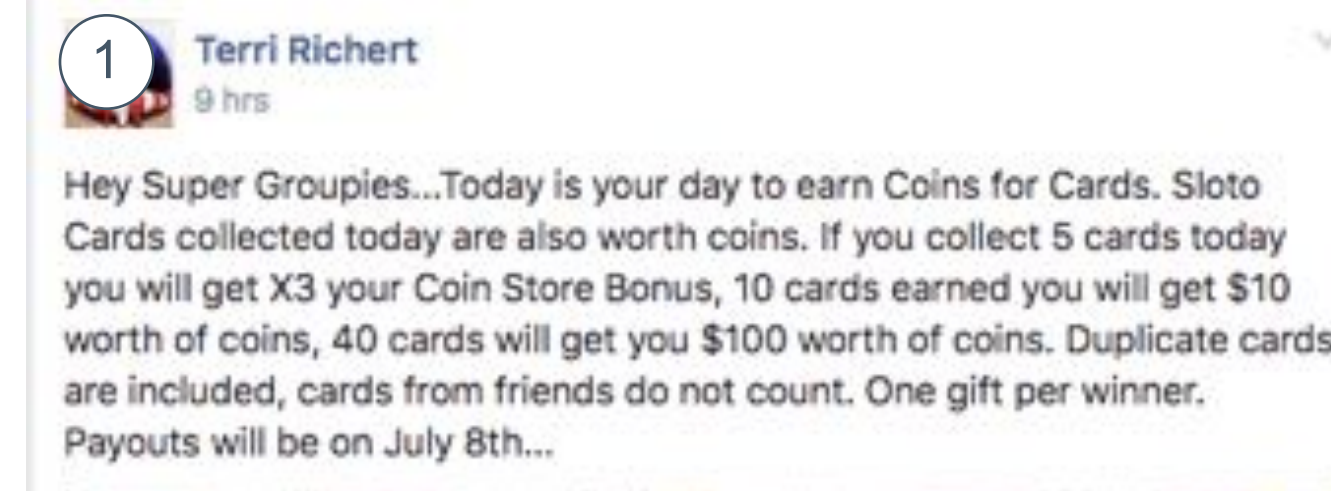 1
Terri Richert
9 hrs
Hey Super Groupies...Today is your day to earn Coins for Cards. Sloto
Cards collected today are also worth coins. If you collect 5 cards today
you will get X3 your Coin Store Bonus, 10 cards earned you will get $10
worth of coins, 40 cards will get you $100 worth of coins. Duplicate cards
are included, cards from friends do not count. One gift per winner.
Payouts will be on July 8th...